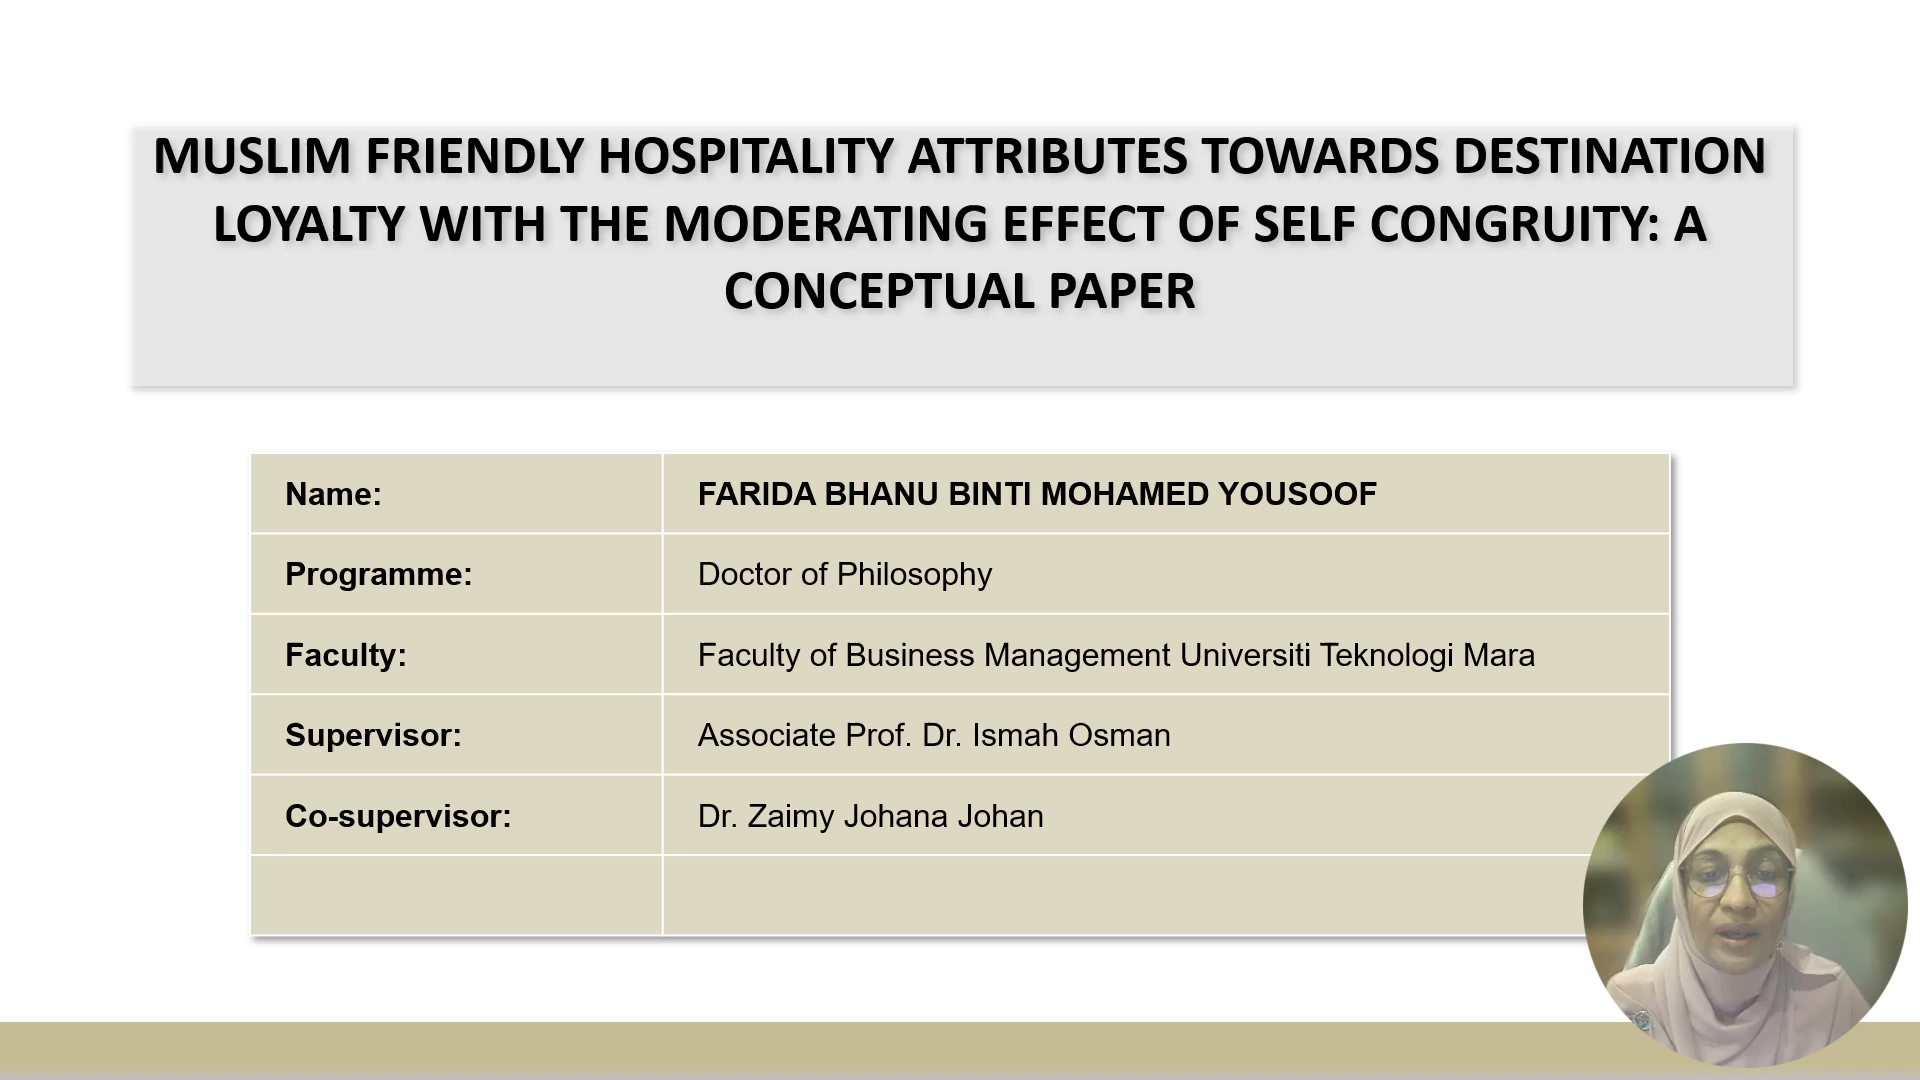 MUSLIM FRIENDLY HOSPITALITY ATTRIBUTES TOWARDS DESTINATION
LOYALTY WITH THE MODERATING EFFECT OF SELF CONGRUITY: A
CONCEPTUAL PAPER
Name: FARIDA BHANU BINTI MOHAMED YOUSOOF
Programme: Doctor of Philosophy
Faculty: Faculty of Business Management Universiti Teknologi Mara
Supervisor: Associate Prof. Dr. Ismah Osman
Co-supervisor: Dr. Zaimy Johana Johan